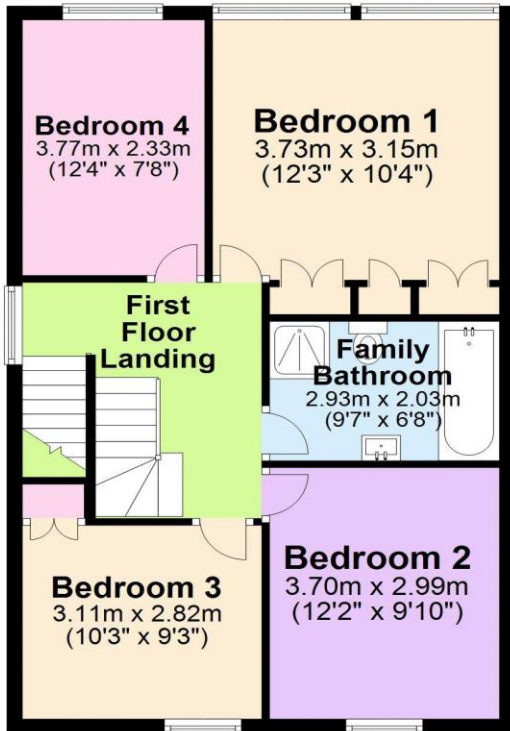 Bedroom 4
3.77m x 2.33m
(12'4" x 7'8")
Bedroom 1
3.73m x 3.15m
(12'3" x 10'4")
First
Floor
Landing
Family
Bathroom
2.93m x 2.03m
(9'7" x 6'8")
Bedroom 3
3.11m x 2.82m
(10'3" x 9'3")
Bedroom 2
3.70m x 2.99m
(12'2" x 9'10")